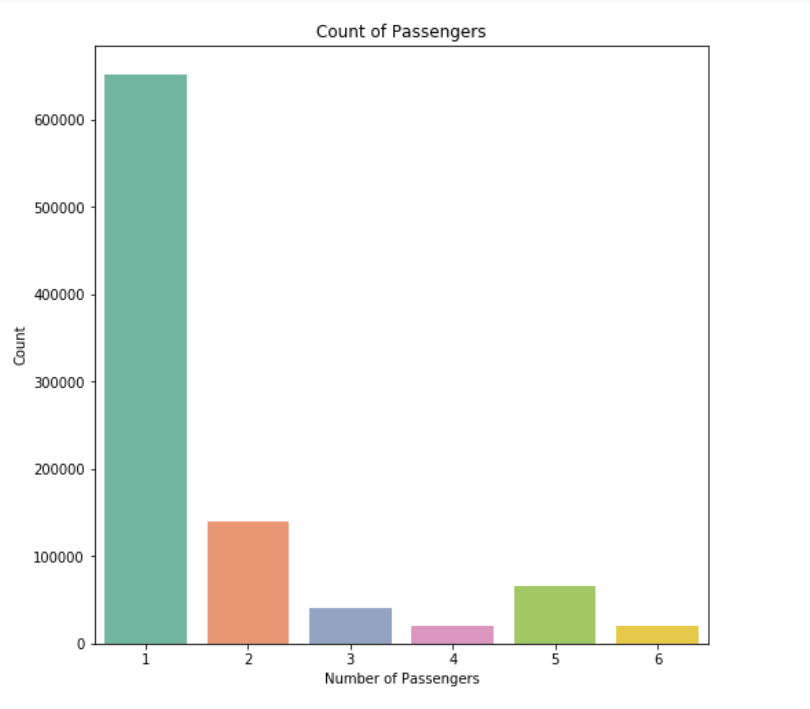 Count of Passengers
600000
500000
400000
300000
200000
100000
0
Count
1 2 3 4 5 6
Number of Passengers